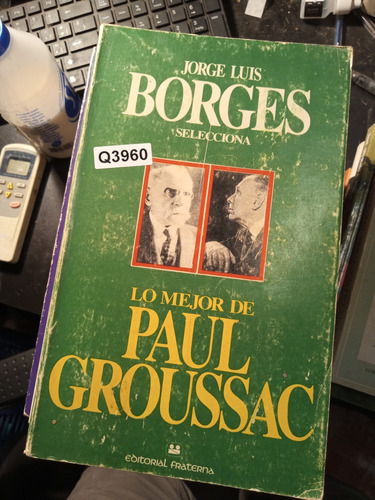 JORGE LUIS
BORGES
SELECCIONA
Q3960
LO MEJOR DE
PAUL
GROUSSAC
EDITORIAL FRATERNA